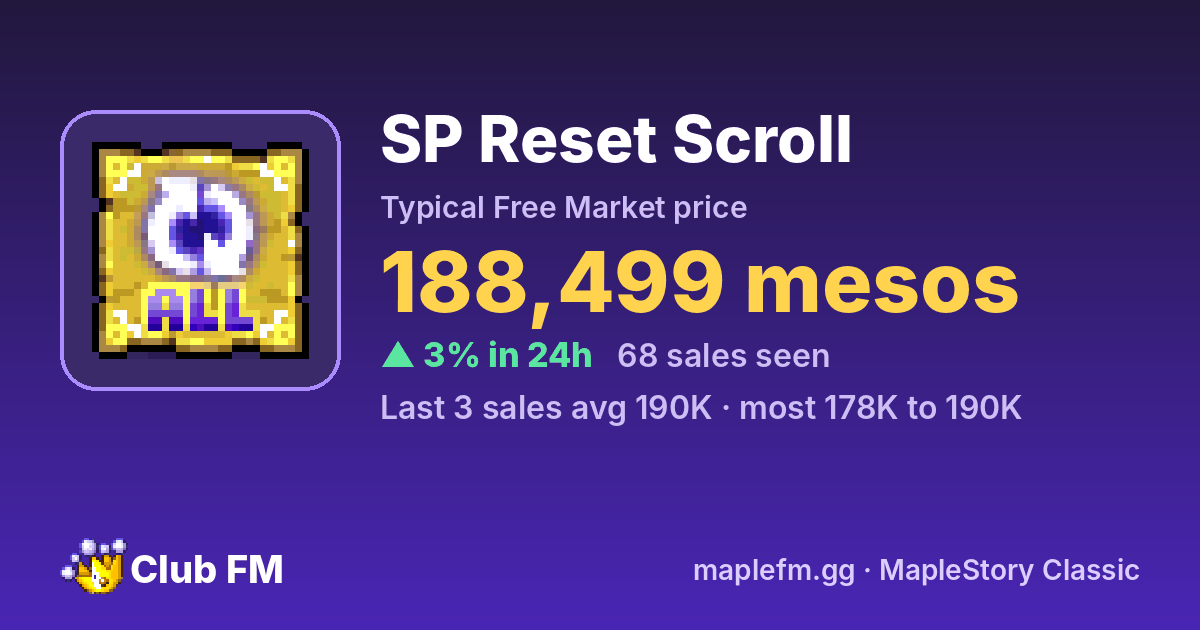 SP Reset Scroll
Typical Free Market price
188,499 mesos
▲ 3% in 24h 68 sales seen
Last 3 sales avg 190K · most 178K to 190K
ALL
Club FM
maplefm.gg · MapleStory Classic